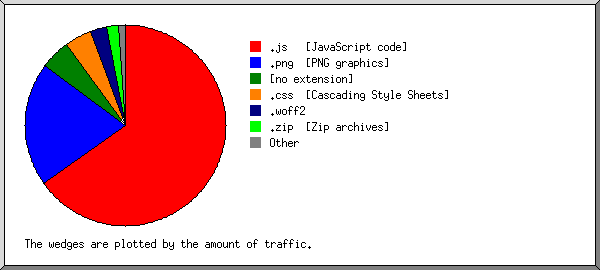 .js [JavaScript code]
.png [PNG graphics]
[no extension]
.css [Cascading Style Sheets]
.woff2
.zip [Zip archives]
Other
The wedges are plotted by the amount of traffic.